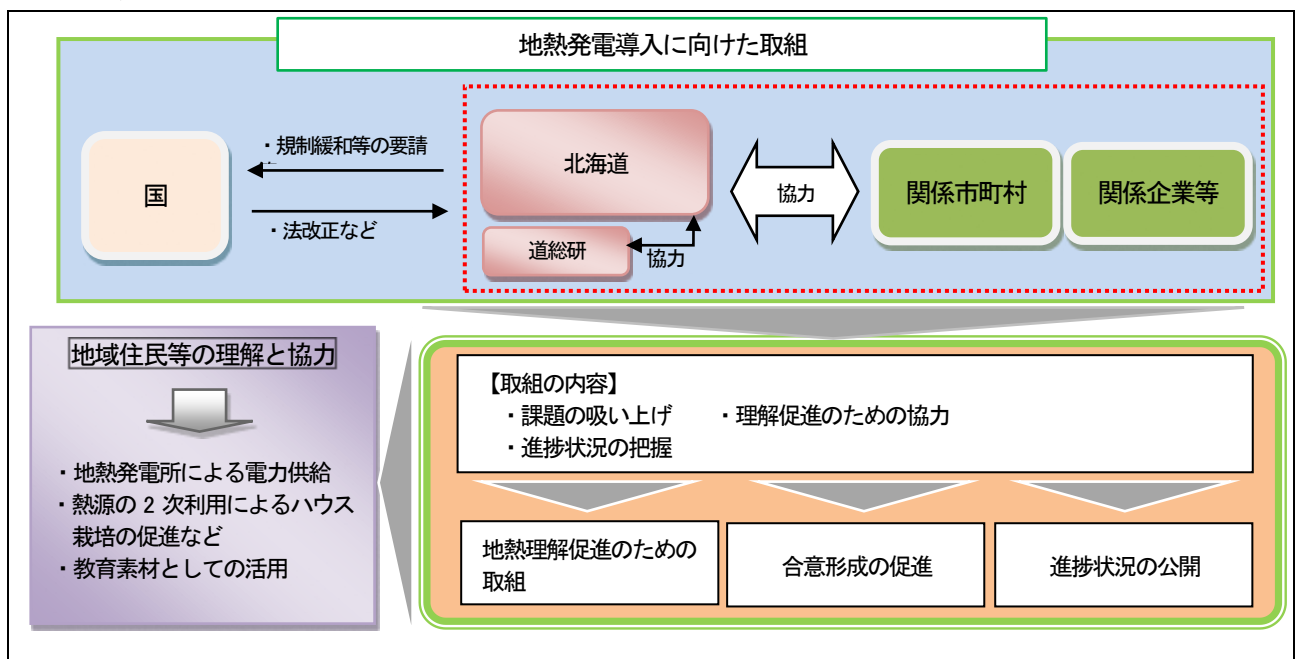 地熱発電導入に向けた取組
国
・規制緩和等の要請
・法改正など
北海道
道総研
協力
協力
関係市町村
関係企業等
地域住民等の理解と協力
・地熱発電所による電力供給
・熱源の 2 次利用によるハウス
栽培の促進など
・教育素材としての活用
【取組の内容】
・課題の吸い上げ ・理解促進のための協力
・進捗状況の把握
地熱理解促進のための
取組
合意形成の促進
進捗状況の公開